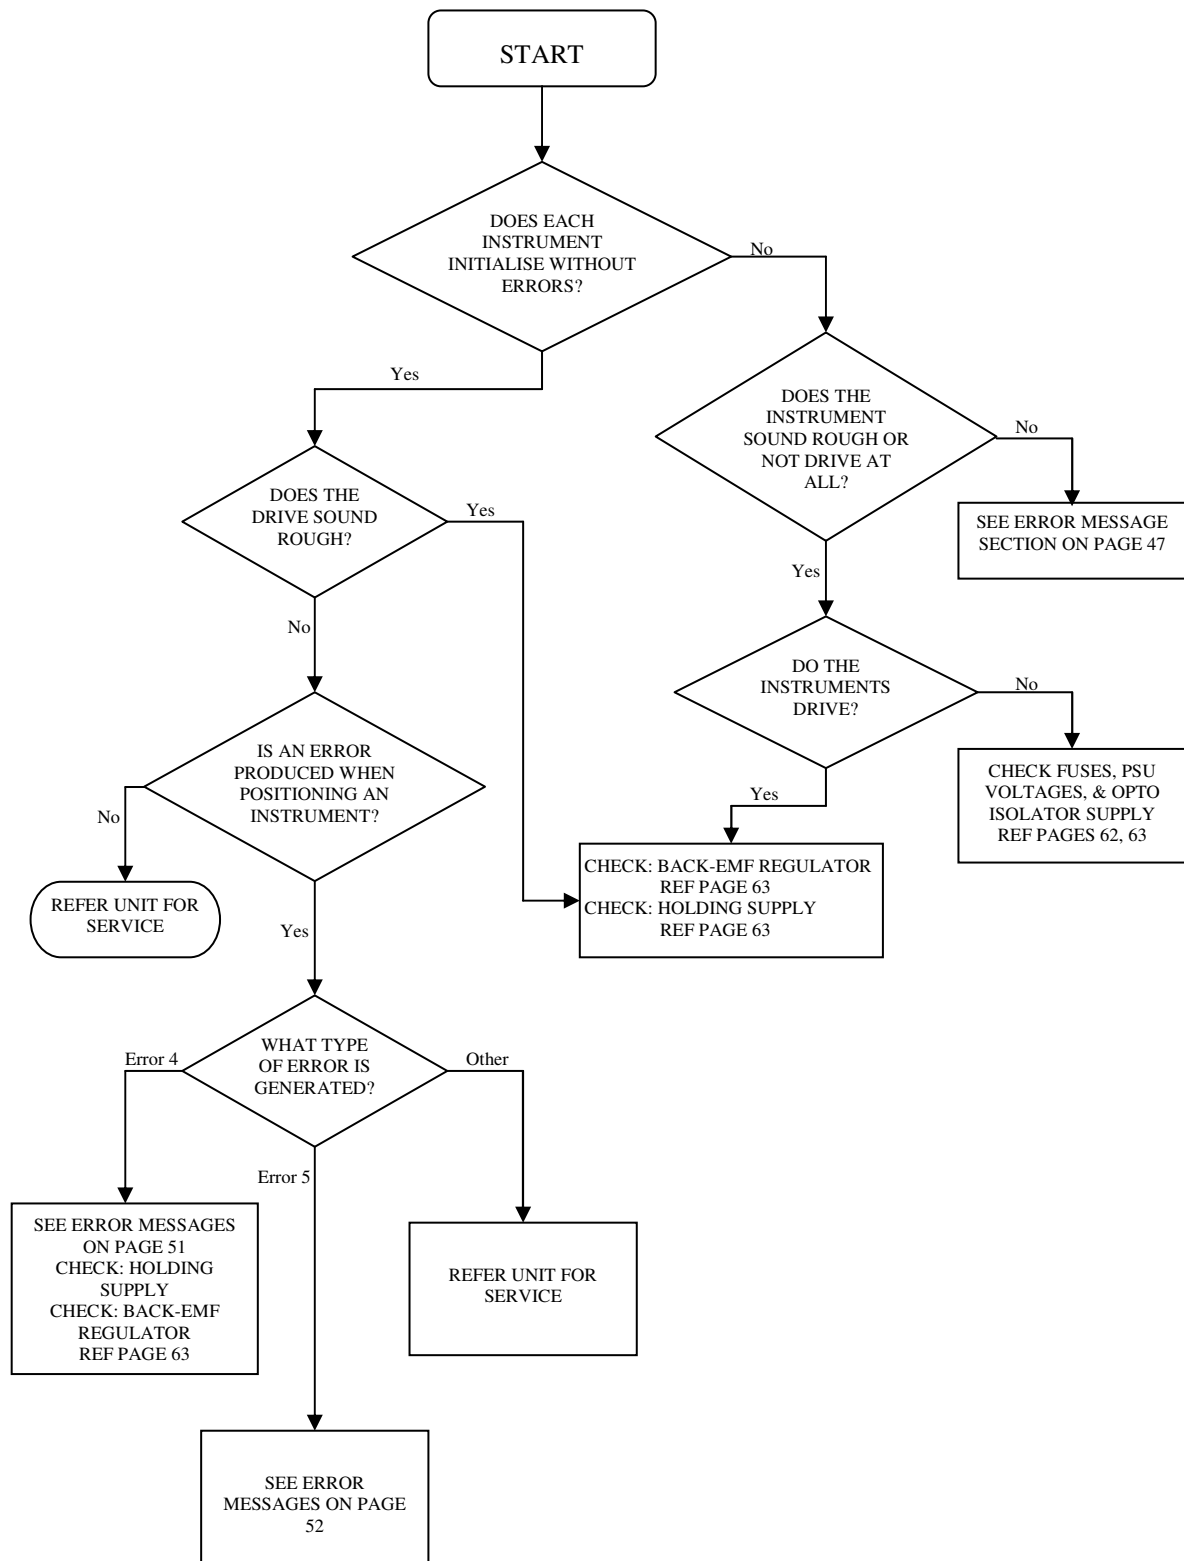 START
DOES EACH
INSTRUMENT
INITIALISE WITHOUT
ERRORS?
No
Yes
DOES THE
INSTRUMENT
SOUND ROUGH OR
NOT DRIVE AT
ALL?
No
SEE ERROR MESSAGE
SECTION ON PAGE 47
Yes
DOES THE
DRIVE SOUND
ROUGH?
Yes
No
DO THE
INSTRUMENTS
DRIVE?
No
CHECK FUSES, PSU
VOLTAGES, & OPTO
ISOLATOR SUPPLY
REF PAGES 62, 63
Yes
CHECK: BACK-EMF REGULATOR
REF PAGE 63
CHECK: HOLDING SUPPLY
REF PAGE 63
IS AN ERROR
PRODUCED WHEN
POSITIONING AN
INSTRUMENT?
No
REFER UNIT FOR
SERVICE
Yes
WHAT TYPE
OF ERROR IS
GENERATED?
Error 4
Other
Error 5
SEE ERROR MESSAGES
ON PAGE 51
CHECK: HOLDING
SUPPLY
CHECK: BACK-EMF
REGULATOR
REF PAGE 63
REFER UNIT FOR
SERVICE
SEE ERROR
MESSAGES ON PAGE
52